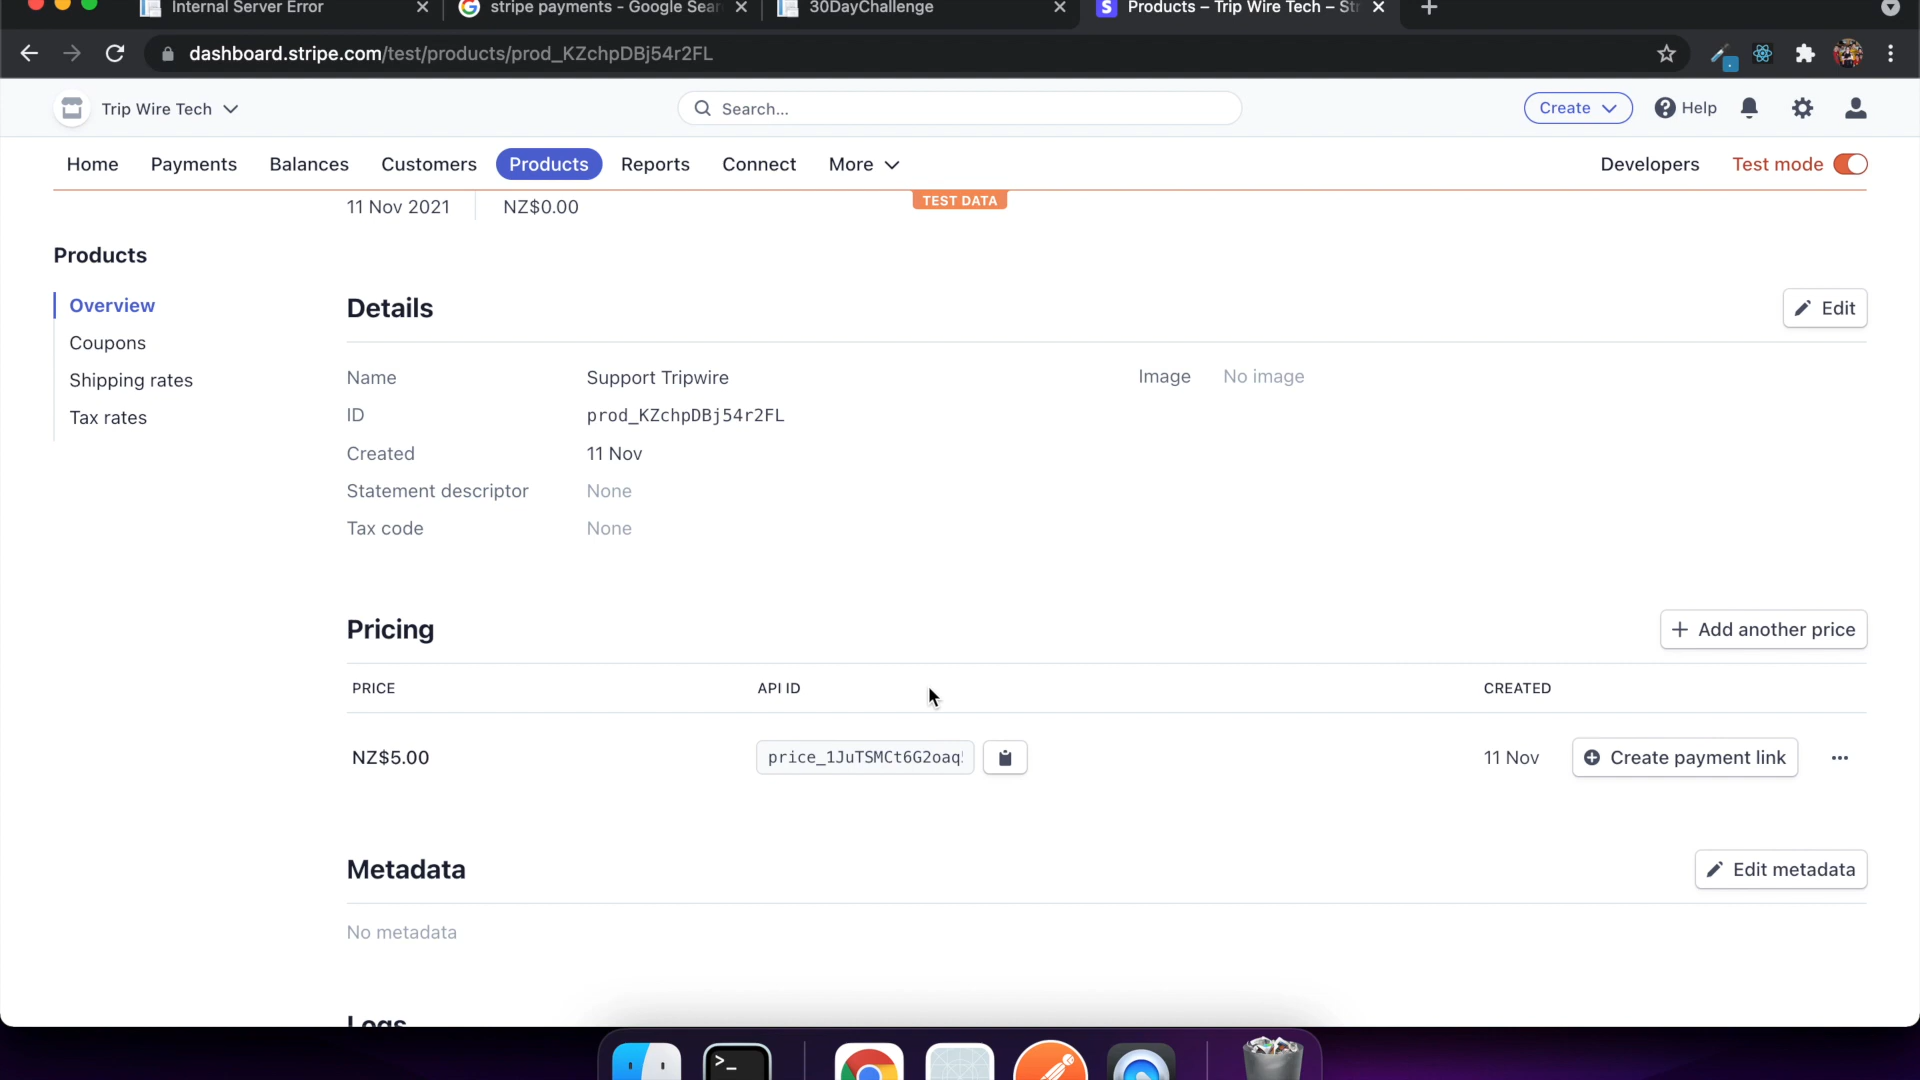 Internal Server Error
stripe payments - Google Sear
30DayChallenge
Products – Trip Wire Tech – Str
dashboard.stripe.com/test/products/prod_KZchpDBj54r2FL
Trip Wire Tech
Search...
Create
Help
Home
Payments
Balances
Customers
Products
Reports
Connect
More
Developers
Test mode
TEST DATA
11 Nov 2021
NZ$0.00
Products
Overview
Coupons
Shipping rates
Tax rates
Details
Edit
Name Support Tripwire
Image No image
ID prod_KZchpDBj54r2FL
Created 11 Nov
Statement descriptor None
Tax code None
Pricing
Add another price
PRICE API ID CREATED
NZ$5.00 price_1JuTSMCt6G2oaq 11 Nov Create payment link
Metadata
Edit metadata
No metadata
Logs